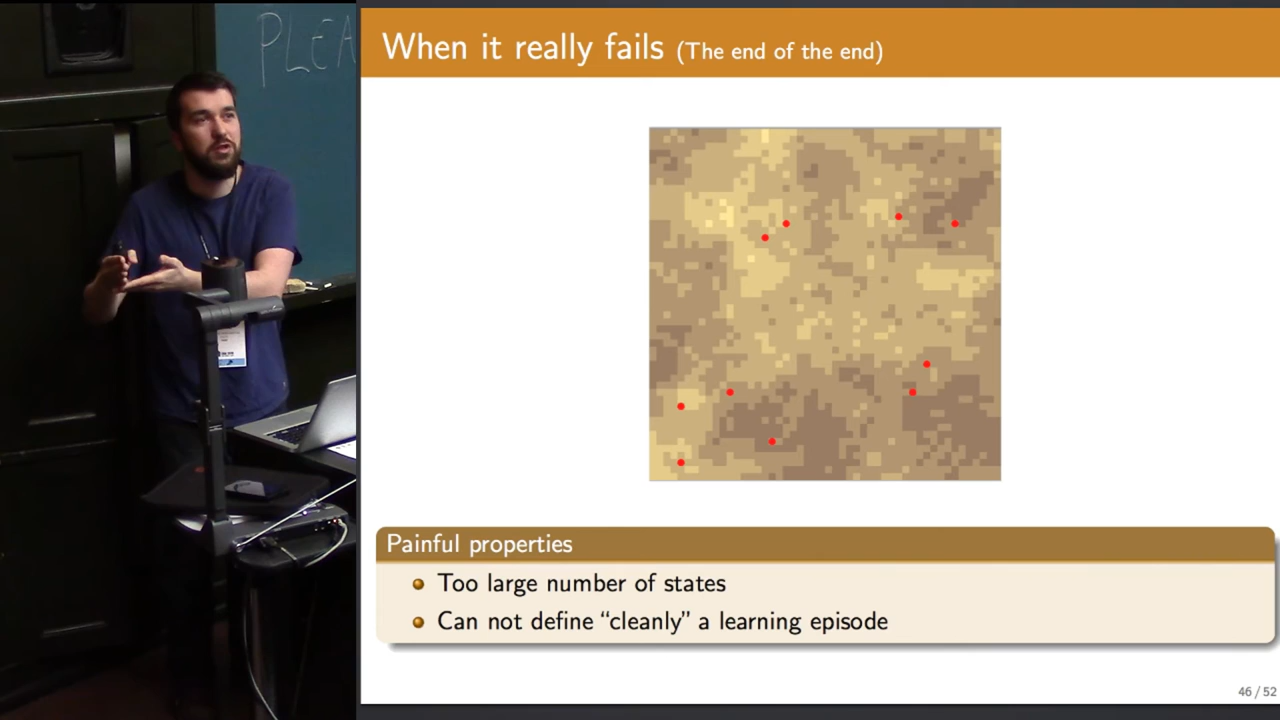 PLEA
When it really fails (The end of the end)
Painful properties
Too large number of states
Can not define “cleanly” a learning episode
46 / 52